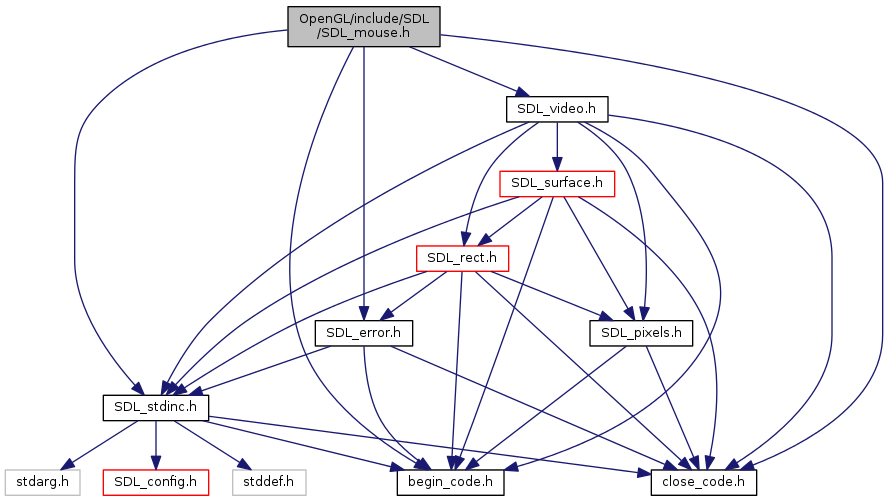 OpenGL/include/SDL
/SDL_mouse.h
SDL_video.h
SDL_surface.h
SDL_rect.h
SDL_error.h
SDL_pixels.h
SDL_stdinc.h
stdarg.h
SDL_config.h
stddef.h
begin_code.h
close_code.h